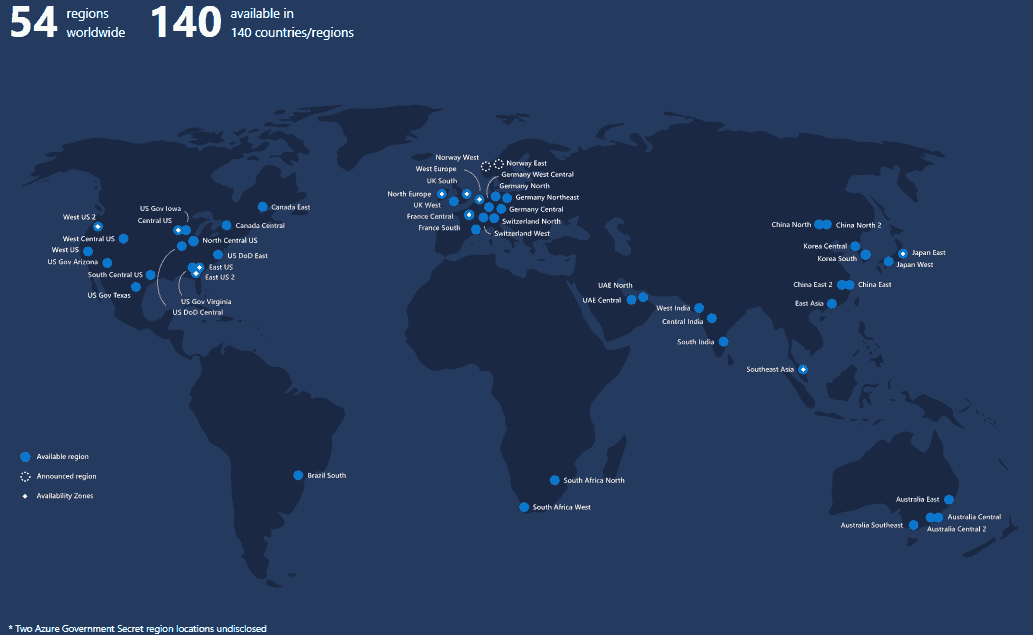 54 regions worldwide
140 available in 140 countries/regions
Norway West
Norway East
West Europe
Germany West Central
UK South
Germany North
North Europe
Germany Northeast
UK West
Germany Central
France Central
Switzerland North
France South
Switzerland West
US Gov Iowa
Canada East
West US 2
Central US
Canada Central
West Central US
North Central US
West US
US DoD East
US Gov Arizona
East US
South Central US
East US 2
US Gov Texas
US Gov Virginia
US DoD Central
China North
China North 2
Korea Central
Japan East
Korea South
Japan West
UAE North
China East 2
China East
UAE Central
East Asia
West India
Central India
South India
Southeast Asia
Available region
Announced region
Availability Zones
Brazil South
South Africa North
South Africa West
Australia East
Australia Central
Australia Southeast
Australia Central 2
* Two Azure Government Secret region locations undisclosed